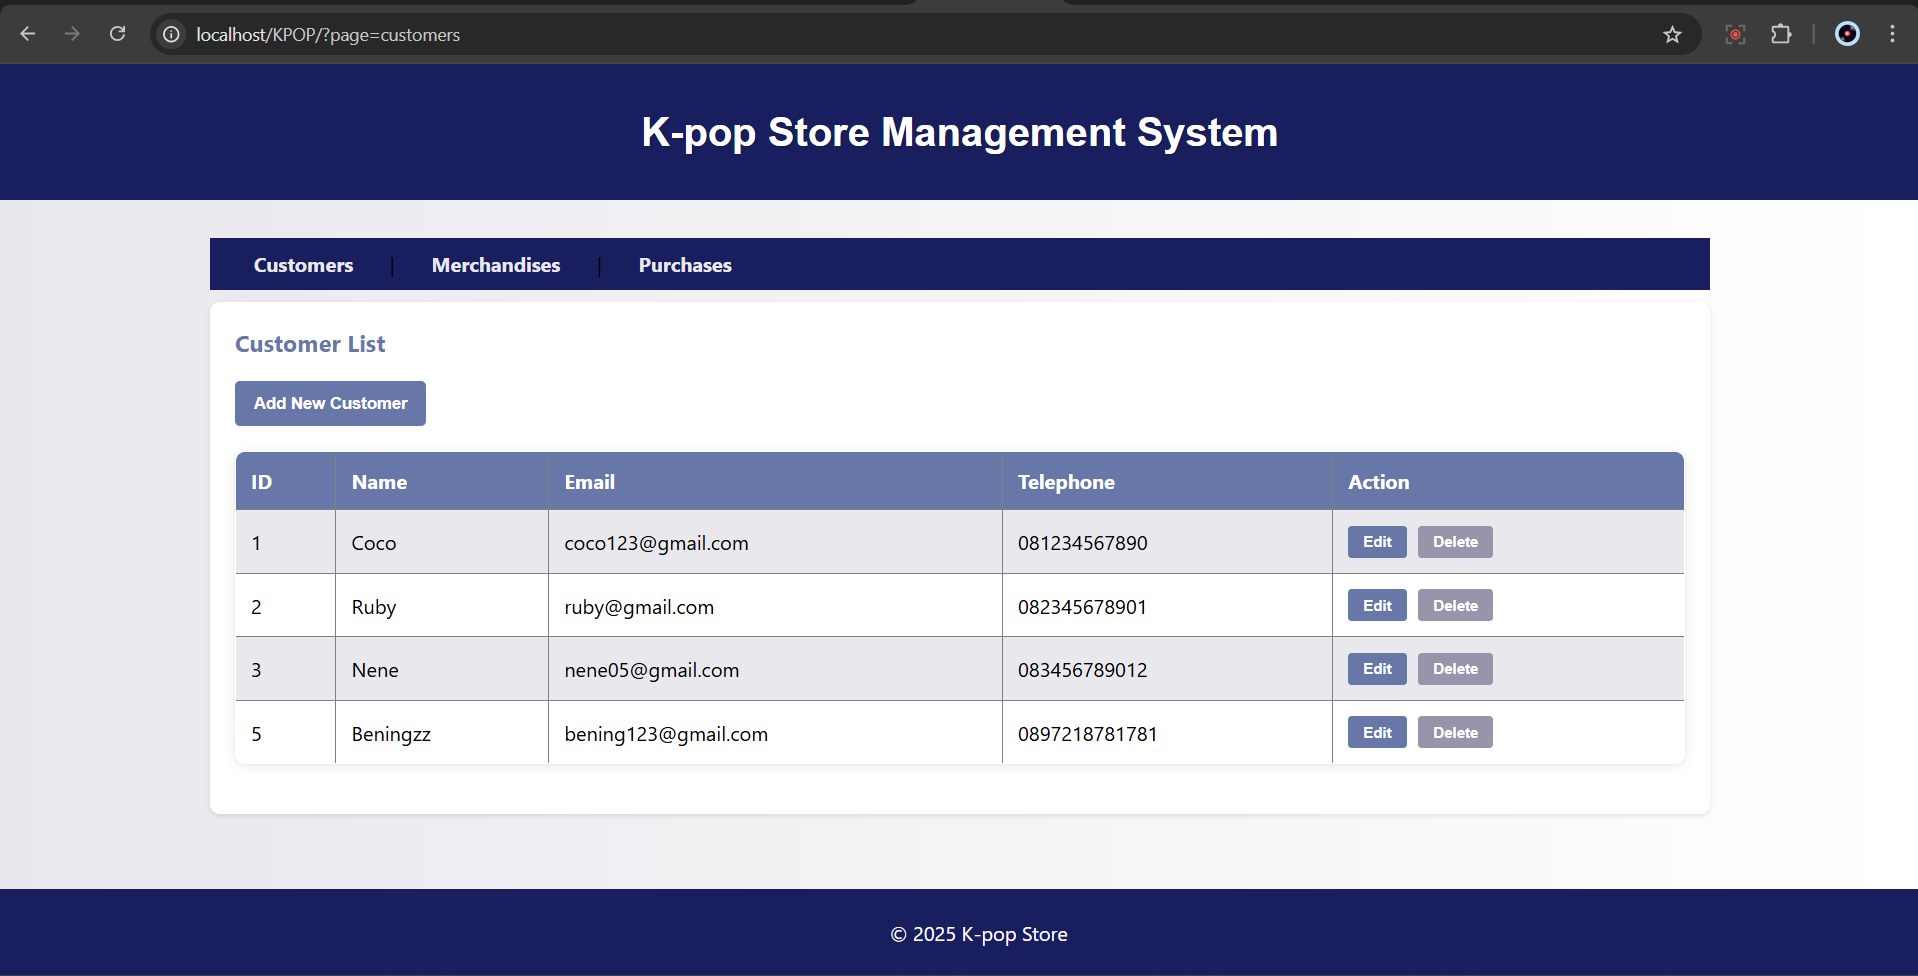 localhost/KPOP/?page=customers
K-pop Store Management System
Customers | Merchandises | Purchases
Customer List
Add New Customer
ID Name Email Telephone Action
1 Coco coco123@gmail.com 081234567890 Edit Delete
2 Ruby ruby@gmail.com 082345678901 Edit Delete
3 Nene nene05@gmail.com 083456789012 Edit Delete
5 Beningzz bening123@gmail.com 0897218781781 Edit Delete
© 2025 K-pop Store